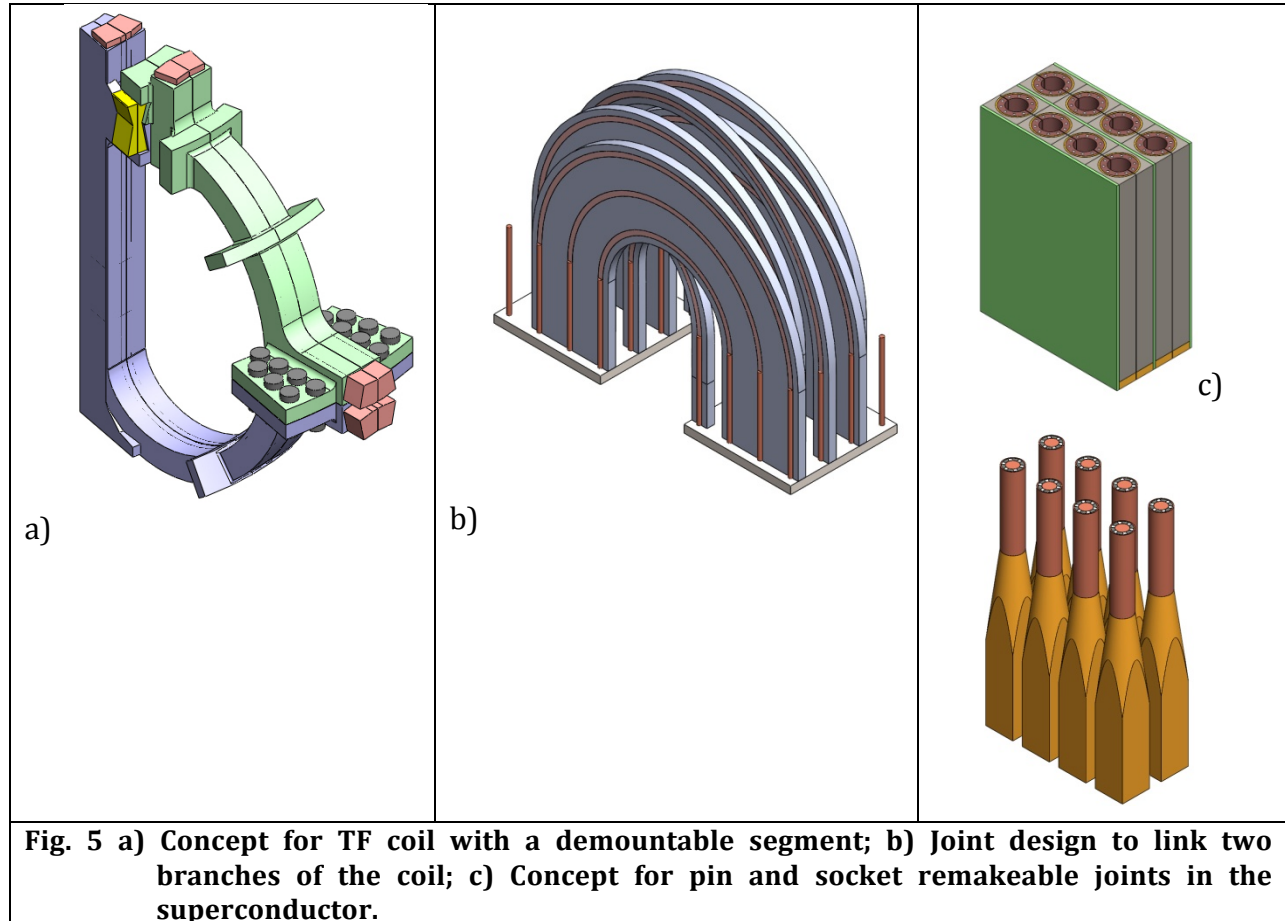 a)
b)
c)
Fig. 5 a) Concept for TF coil with a demountable segment; b) Joint design to link two
branches of the coil; c) Concept for pin and socket remakeable joints in the
superconductor.